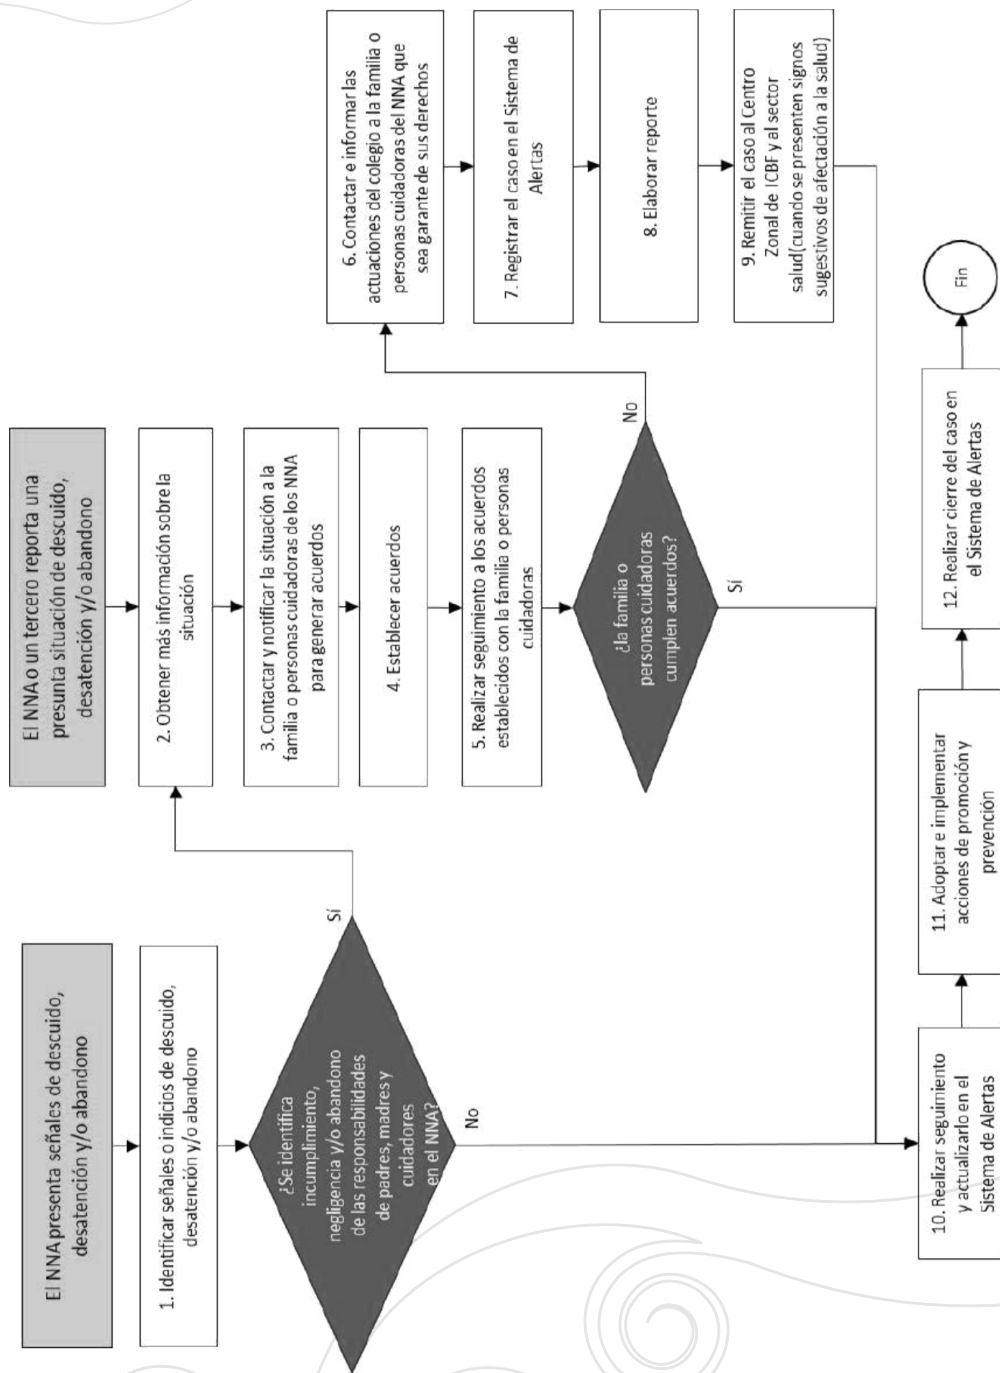 El NNA presenta señales de descuido,
desatención y/o abandono
1. Identificar señales o indicios de descuido,
desatención y/o abandono
¿Se identifica
incumplimiento,
negligencia y/o abandono
de las responsabilidades
de padres, madres y
cuidadores
en el NNA?
Sí
No
El NNA o un tercero reporta una
presunta situación de descuido,
desatención y/o abandono
2. Obtener más información sobre la
situación
3. Contactar y notificar la situación a la
familia o personas cuidadoras de los NNA
para generar acuerdos
4. Establecer acuerdos
5. Realizar seguimiento a los acuerdos
establecidos con la familia o personas
cuidadoras
¿la familia o
personas cuidadoras
cumplen acuerdos?
No
Sí
6. Contactar e informar las
actuaciones del colegio a la familia o
personas cuidadoras del NNA que
sea garante de sus derechos
7. Registrar el caso en el Sistema de
Alertas
8. Elaborar reporte
9. Remitir el caso al Centro
Zonal de ICBF y al sector
salud(cuando se presenten signos
sugestivos de afectación a la salud)
10. Realizar seguimiento
y actualizarlo en el
Sistema de Alertas
11. Adoptar e implementar
acciones de promoción y
prevención
12. Realizar cierre del caso en
el Sistema de Alertas
Fin